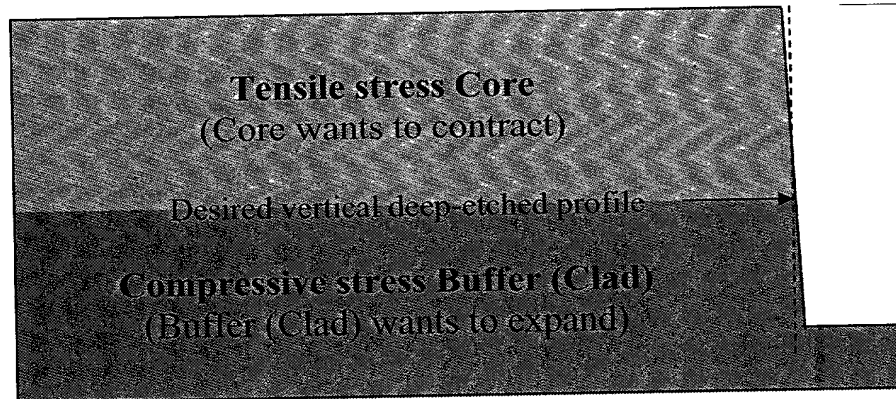 Tensile stress Core
(Core wants to contract)
Desired vertical deep-etched profile
Compressive stress Buffer (Clad)
(Buffer (Clad) wants to expand)